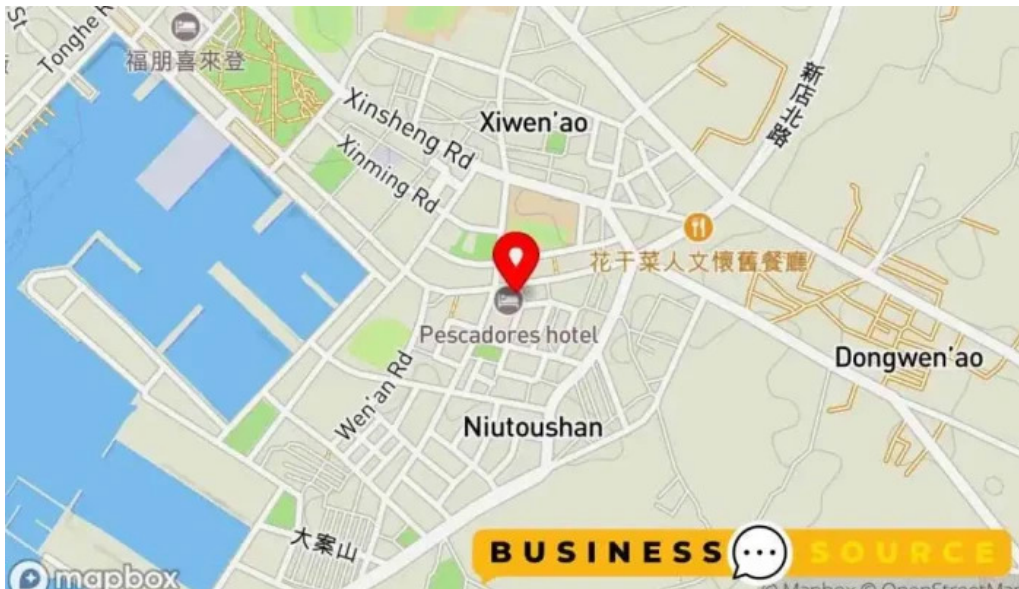 Tonghe R
St
福朋喜來登
Xinsheng Rd
Xiwen'ao
新店北路
Xinming Rd
花干菜人文懷舊餐廳
Pescadores hotel
Dongwen'ao
Wen'an Rd
Niutoushan
大案山
BUSINESS SOURCE
mapbox
© Mapbox © OpenStreetMap